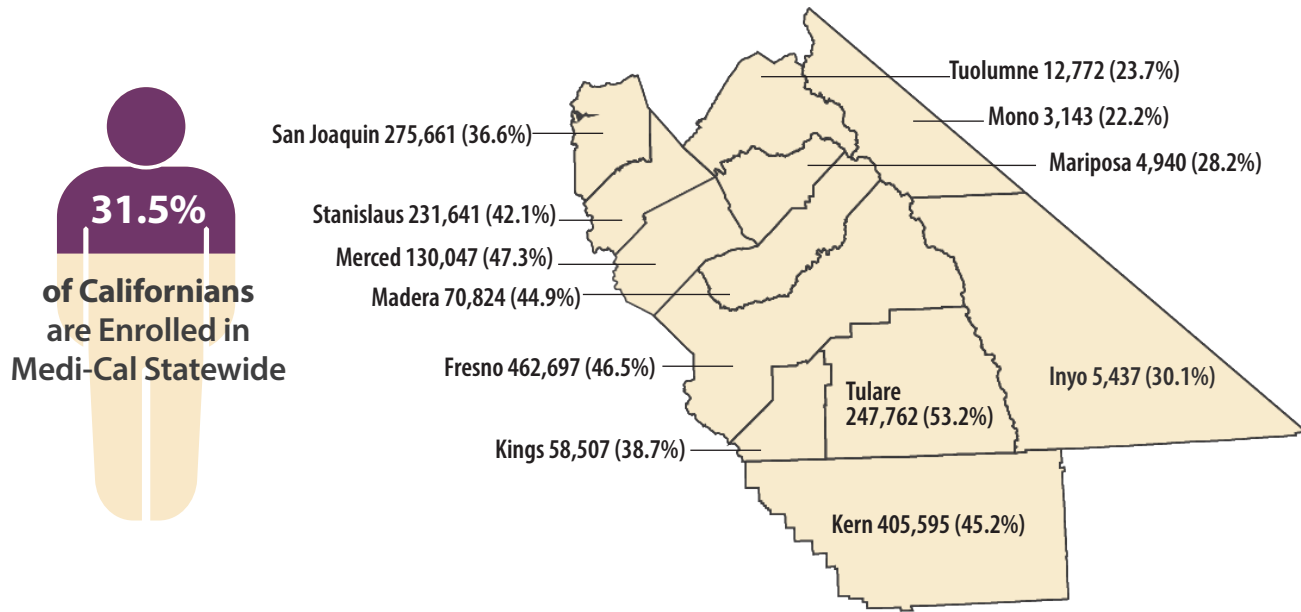 31.5%
of Californians
are Enrolled in
Medi-Cal Statewide
Tuolumne 12,772 (23.7%)
Mono 3,143 (22.2%)
San Joaquin 275,661 (36.6%)
Mariposa 4,940 (28.2%)
Stanislaus 231,641 (42.1%)
Merced 130,047 (47.3%)
Madera 70,824 (44.9%)
Fresno 462,697 (46.5%)
Inyo 5,437 (30.1%)
Tulare
247,762 (53.2%)
Kings 58,507 (38.7%)
Kern 405,595 (45.2%)